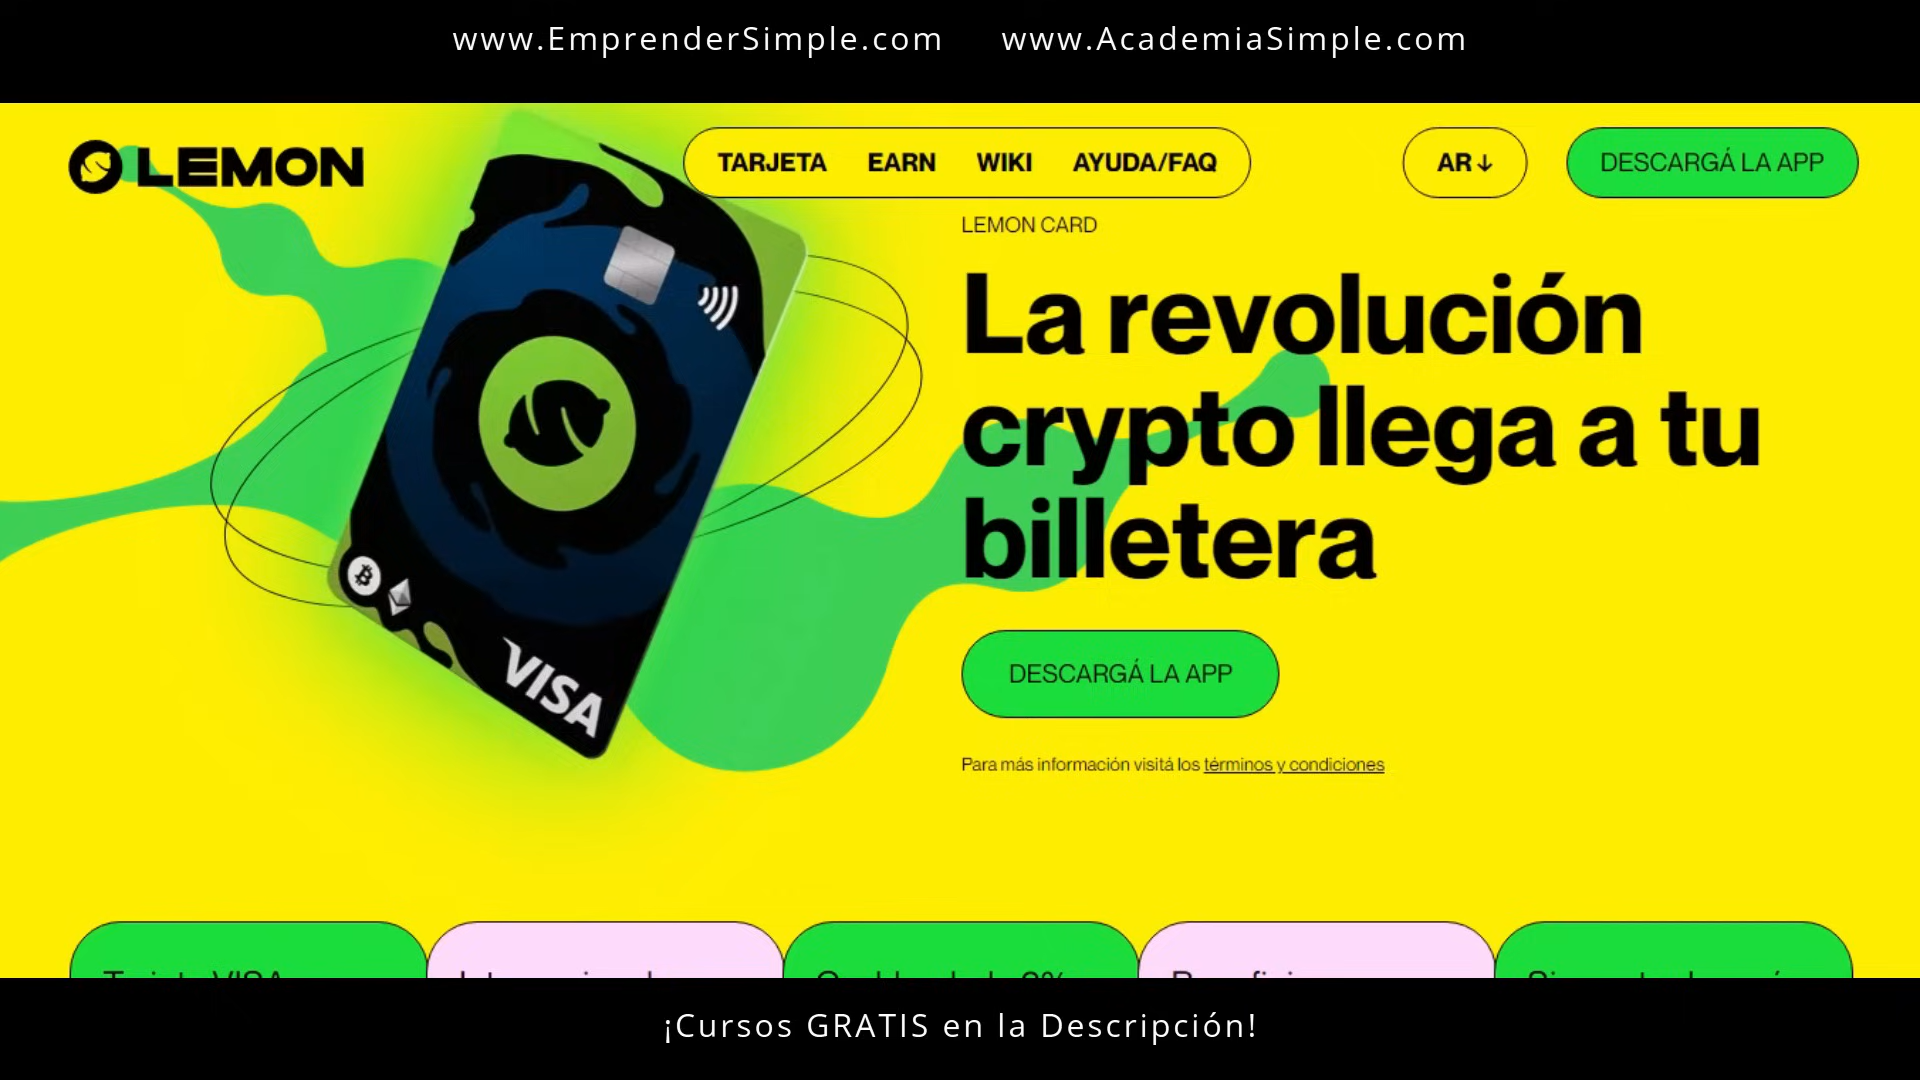 www.EmprenderSimple.com www.AcademiaSimple.com
LEMON
TARJETA EARN WIKI AYUDA/FAQ
AR↓
DESCARGÁ LA APP
LEMON CARD
La revolución
crypto llega a tu
billetera
VISA
DESCARGÁ LA APP
Para más información visitá los términos y condiciones
¡Cursos GRATIS en la Descripción!